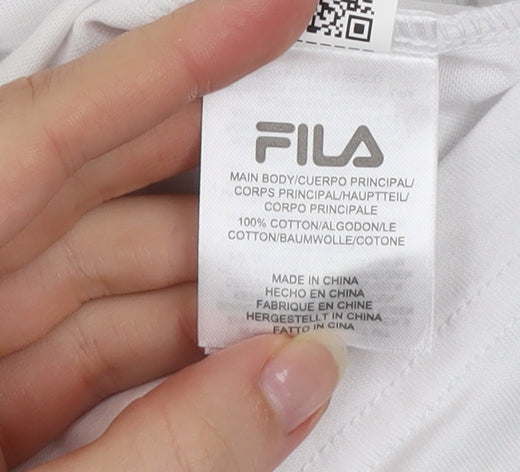 FILA
MAIN BODY/CUERPO PRINCIPAL/
CORPS PRINCIPAL/HAUPTTEIL/
CORPO PRINCIPALE
100% COTTON/ALGODON/LE
COTTON/BAUMWOLLE/COTONE
MADE IN CHINA
HECHO EN CHINA
FABRIQUE EN CHINE
HERGESTELLT IN CHINA
FATTO IN CINA